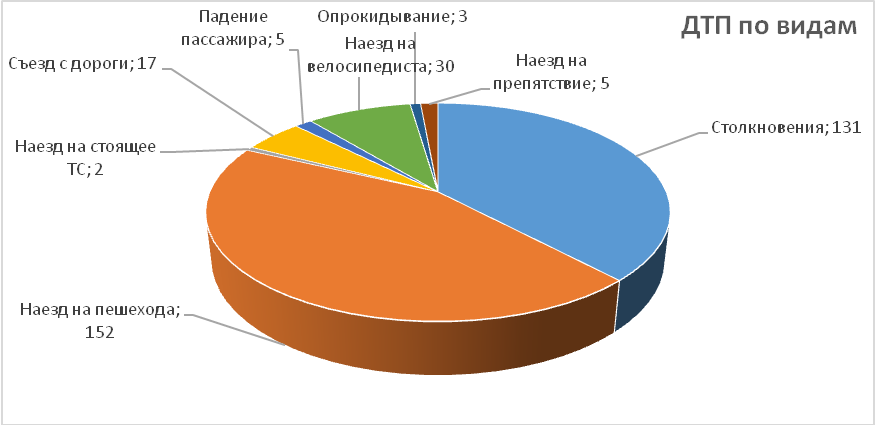 ДТП по видам
Падение
пассажира; 5
Опрокидывание; 3
Наезд на
велосипедиста; 30
Наезд на
препятствие; 5
Съезд с дороги; 17
Столкновения; 131
Наезд на стоящее
ТС; 2
Наезд на пешехода;
152